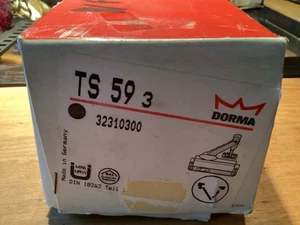 TS 59 3
DORMA
32310300
Made in Germany
DIN 18263 Teil